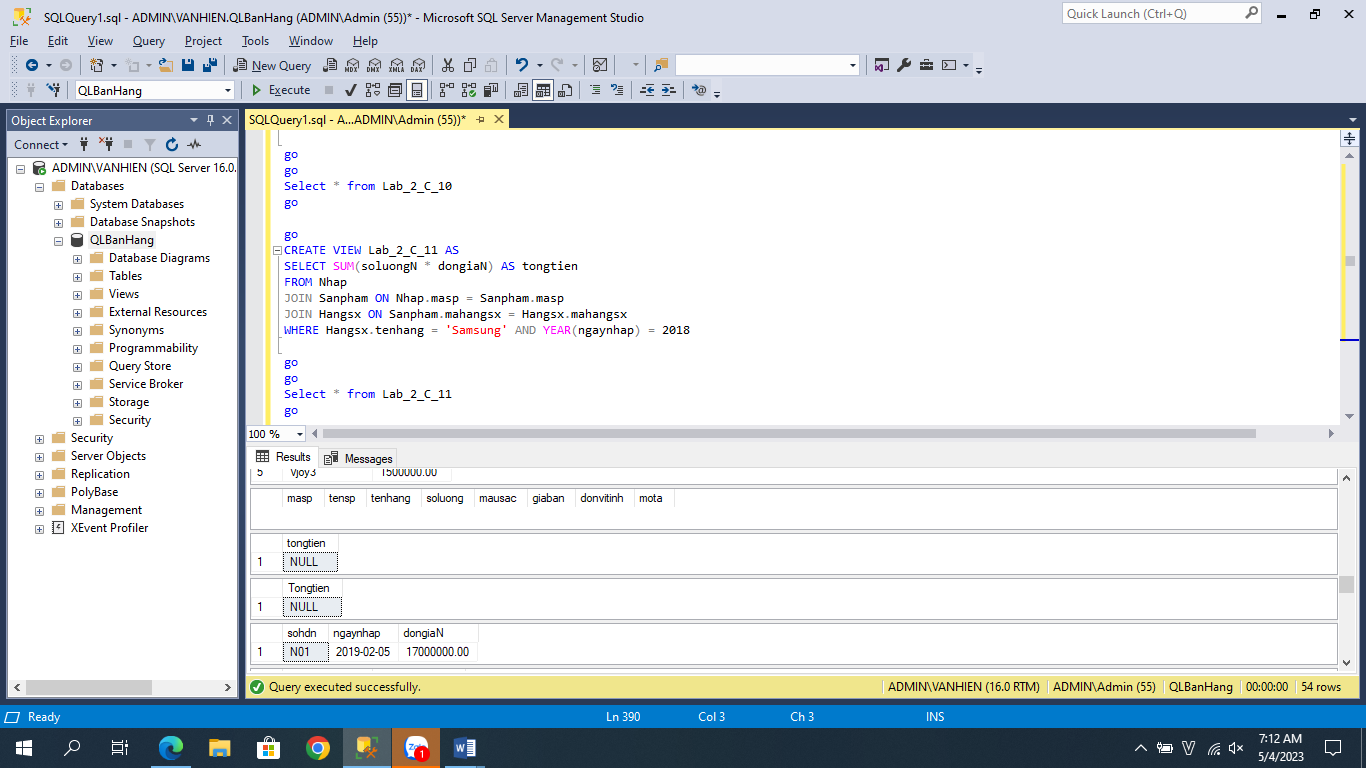 SQLQuery1.sql - ADMIN\VANHIEN.QLBanHang (ADMIN\Admin (55))* - Microsoft SQL Server Management Studio
Quick Launch (Ctrl+Q)
File Edit View Query Project Tools Window Help
New Query MDX DMX XMLA DAX
QLBanHang Execute
Object Explorer
SQLQuery1.sql - A...ADMIN\Admin (55))*
Connect
ADMIN\VANHIEN (SQL Server 16.0.
Databases
System Databases
Database Snapshots
QLBanHang
Database Diagrams
Tables
Views
External Resources
Synonyms
Programmability
Query Store
Service Broker
Storage
Security
Security
Server Objects
Replication
PolyBase
Management
XEvent Profiler
go
go
Select * from Lab_2_C_10
go
go
CREATE VIEW Lab_2_C_11 AS
SELECT SUM(soluongN * dongiaN) AS tongtien
FROM Nhap
JOIN Sanpham ON Nhap.masp = Sanpham.masp
JOIN Hangsx ON Sanpham.mahangsx = Hangsx.mahangsx
WHERE Hangsx.tenhang = 'Samsung' AND YEAR(ngaynhap) = 2018
go
go
Select * from Lab_2_C_11
go
100 %
Results Messages
5 Vjoy3 1500000.00
masp tensp tenhang soluong mausac giaban donvitinh mota
tongtien
1 NULL
Tongtien
1 NULL
sohdn ngaynhap dongiaN
1 N01 2019-02-05 17000000.00
Query executed successfully. ADMIN\VANHIEN (16.0 RTM) ADMIN\Admin (55) QLBanHang 00:00:00 54 rows
Ready Ln 390 Col 3 Ch 3 INS
Zalo 1 W V 7:12 AM
5/4/2023